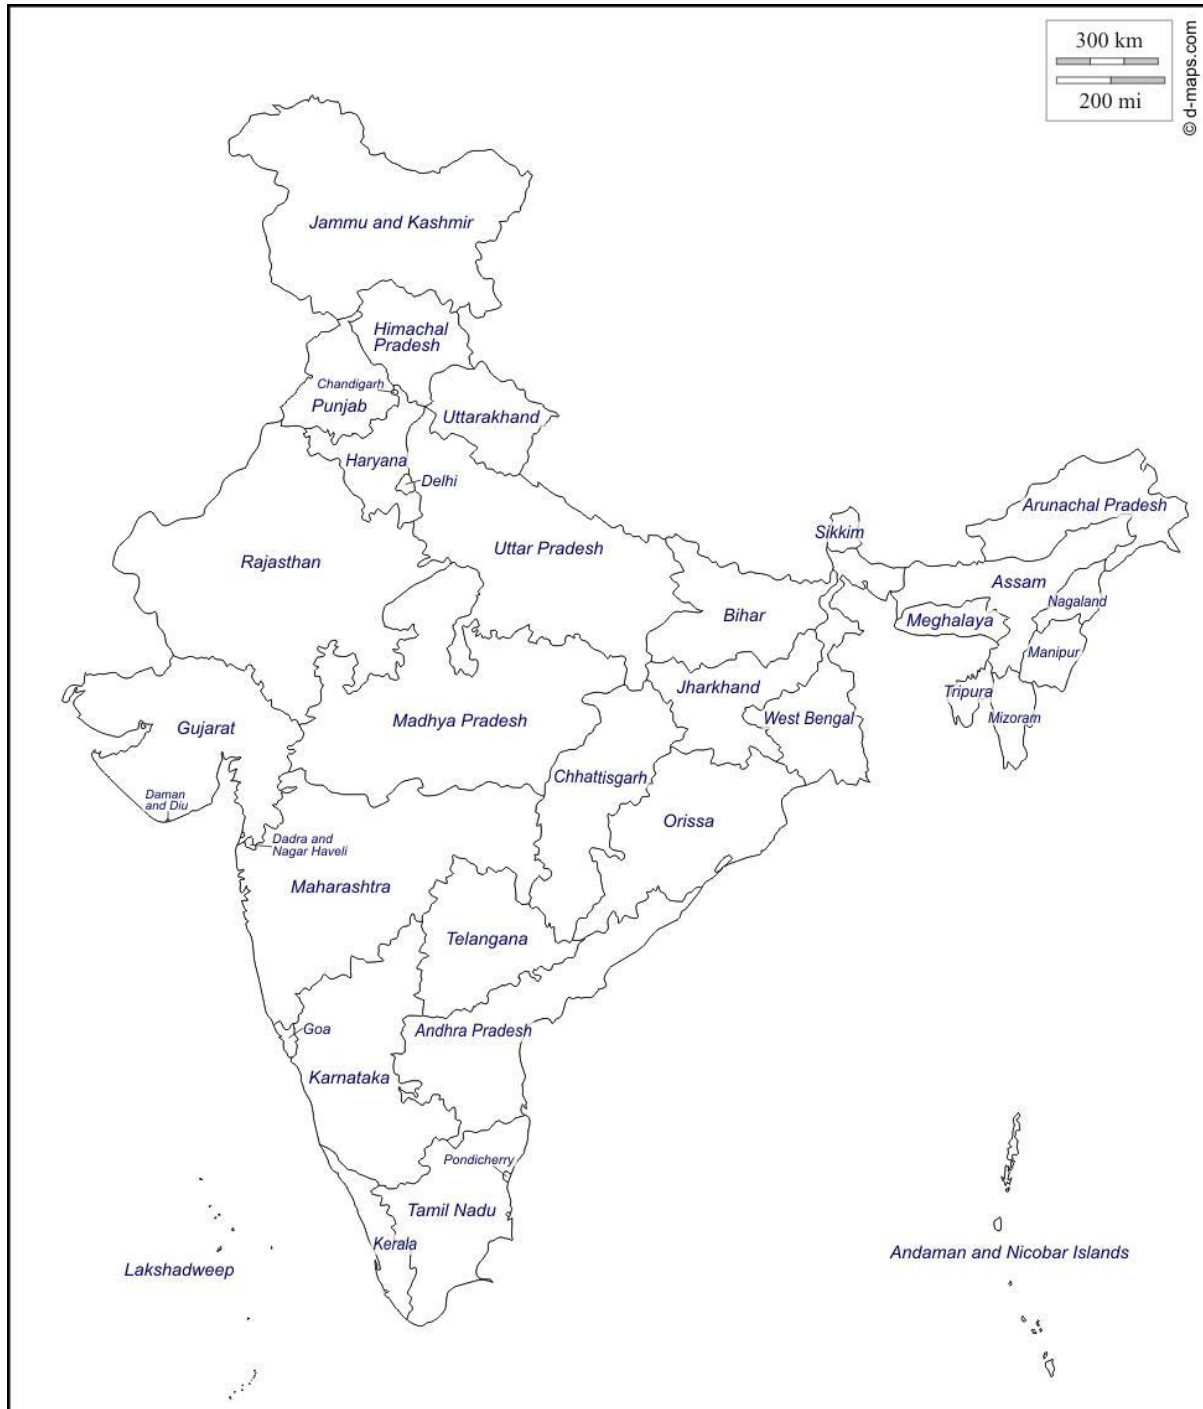 300 km
200 mi
© d-maps.com
Jammu and Kashmir
Himachal
Pradesh
Chandigarh
Punjab
Uttarakhand
Haryana
Delhi
Arunachal Pradesh
Sikkim
Uttar Pradesh
Rajasthan
Assam
Nagaland
Bihar
Meghalaya
Manipur
Jharkhand
Tripura
Mizoram
West Bengal
Madhya Pradesh
Gujarat
Chhattisgarh
Daman
and Diu
Orissa
Dadra and
Nagar Haveli
Maharashtra
Telangana
Goa
Andhra Pradesh
Karnataka
Pondicherry
Tamil Nadu
Kerala
Andaman and Nicobar Islands
Lakshadweep